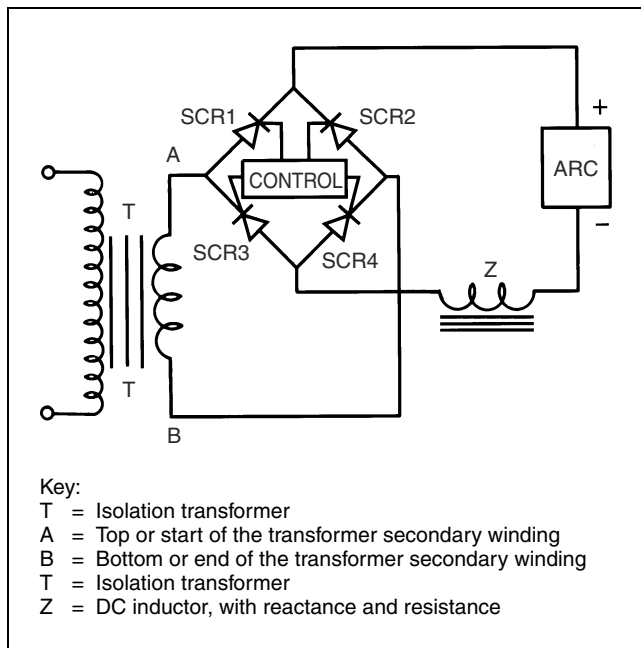 SCR1
SCR2
A
CONTROL
+
ARC
−
T
SCR3
SCR4
Z
T
B
Key:
T = Isolation transformer
A = Top or start of the transformer secondary winding
B = Bottom or end of the transformer secondary winding
T = Isolation transformer
Z = DC inductor, with reactance and resistance